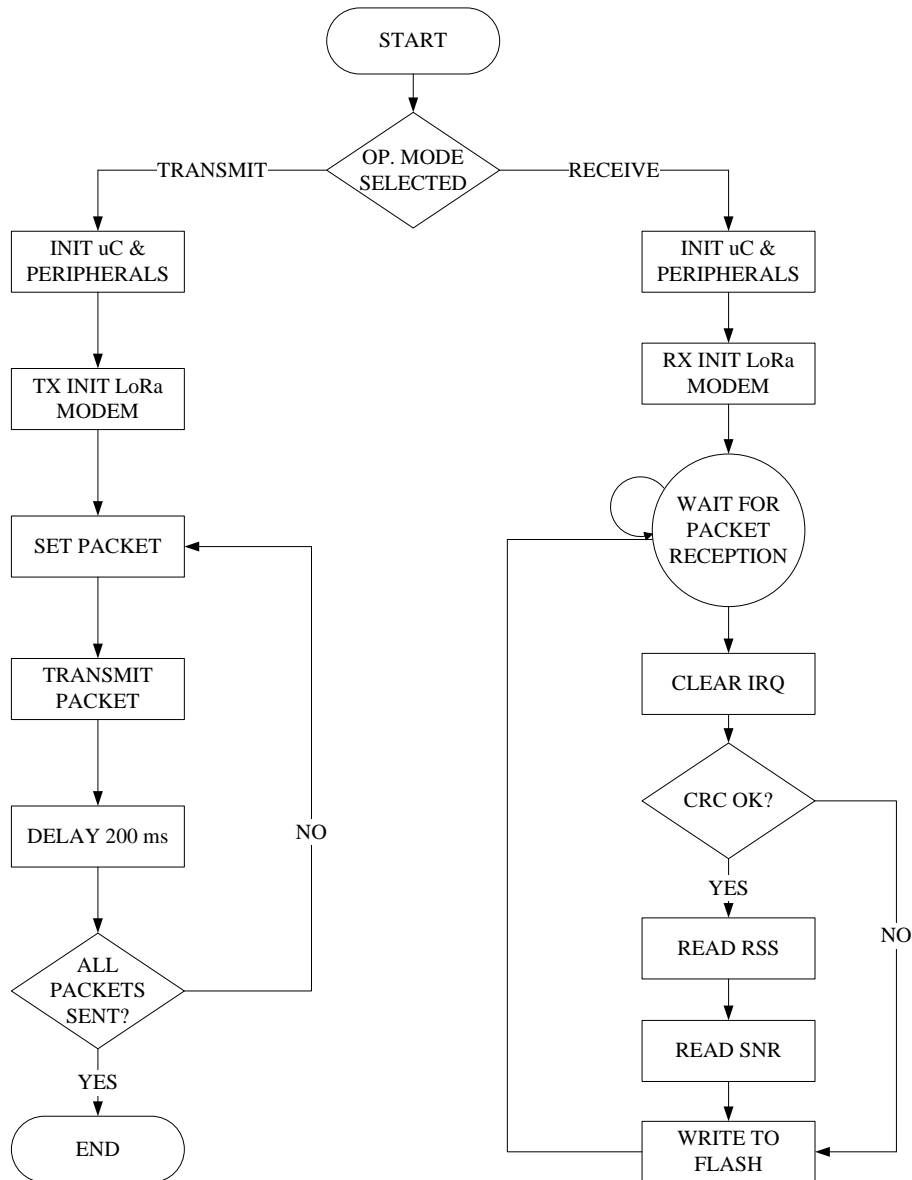 START
OP. MODE
SELECTED
TRANSMIT
RECEIVE
INIT uC &
PERIPHERALS
TX INIT LoRa
MODEM
SET PACKET
TRANSMIT
PACKET
DELAY 200 ms
NO
ALL
PACKETS
SENT?
YES
END
INIT uC &
PERIPHERALS
RX INIT LoRa
MODEM
WAIT FOR
PACKET
RECEPTION
CLEAR IRQ
CRC OK?
YES
NO
READ RSS
READ SNR
WRITE TO
FLASH